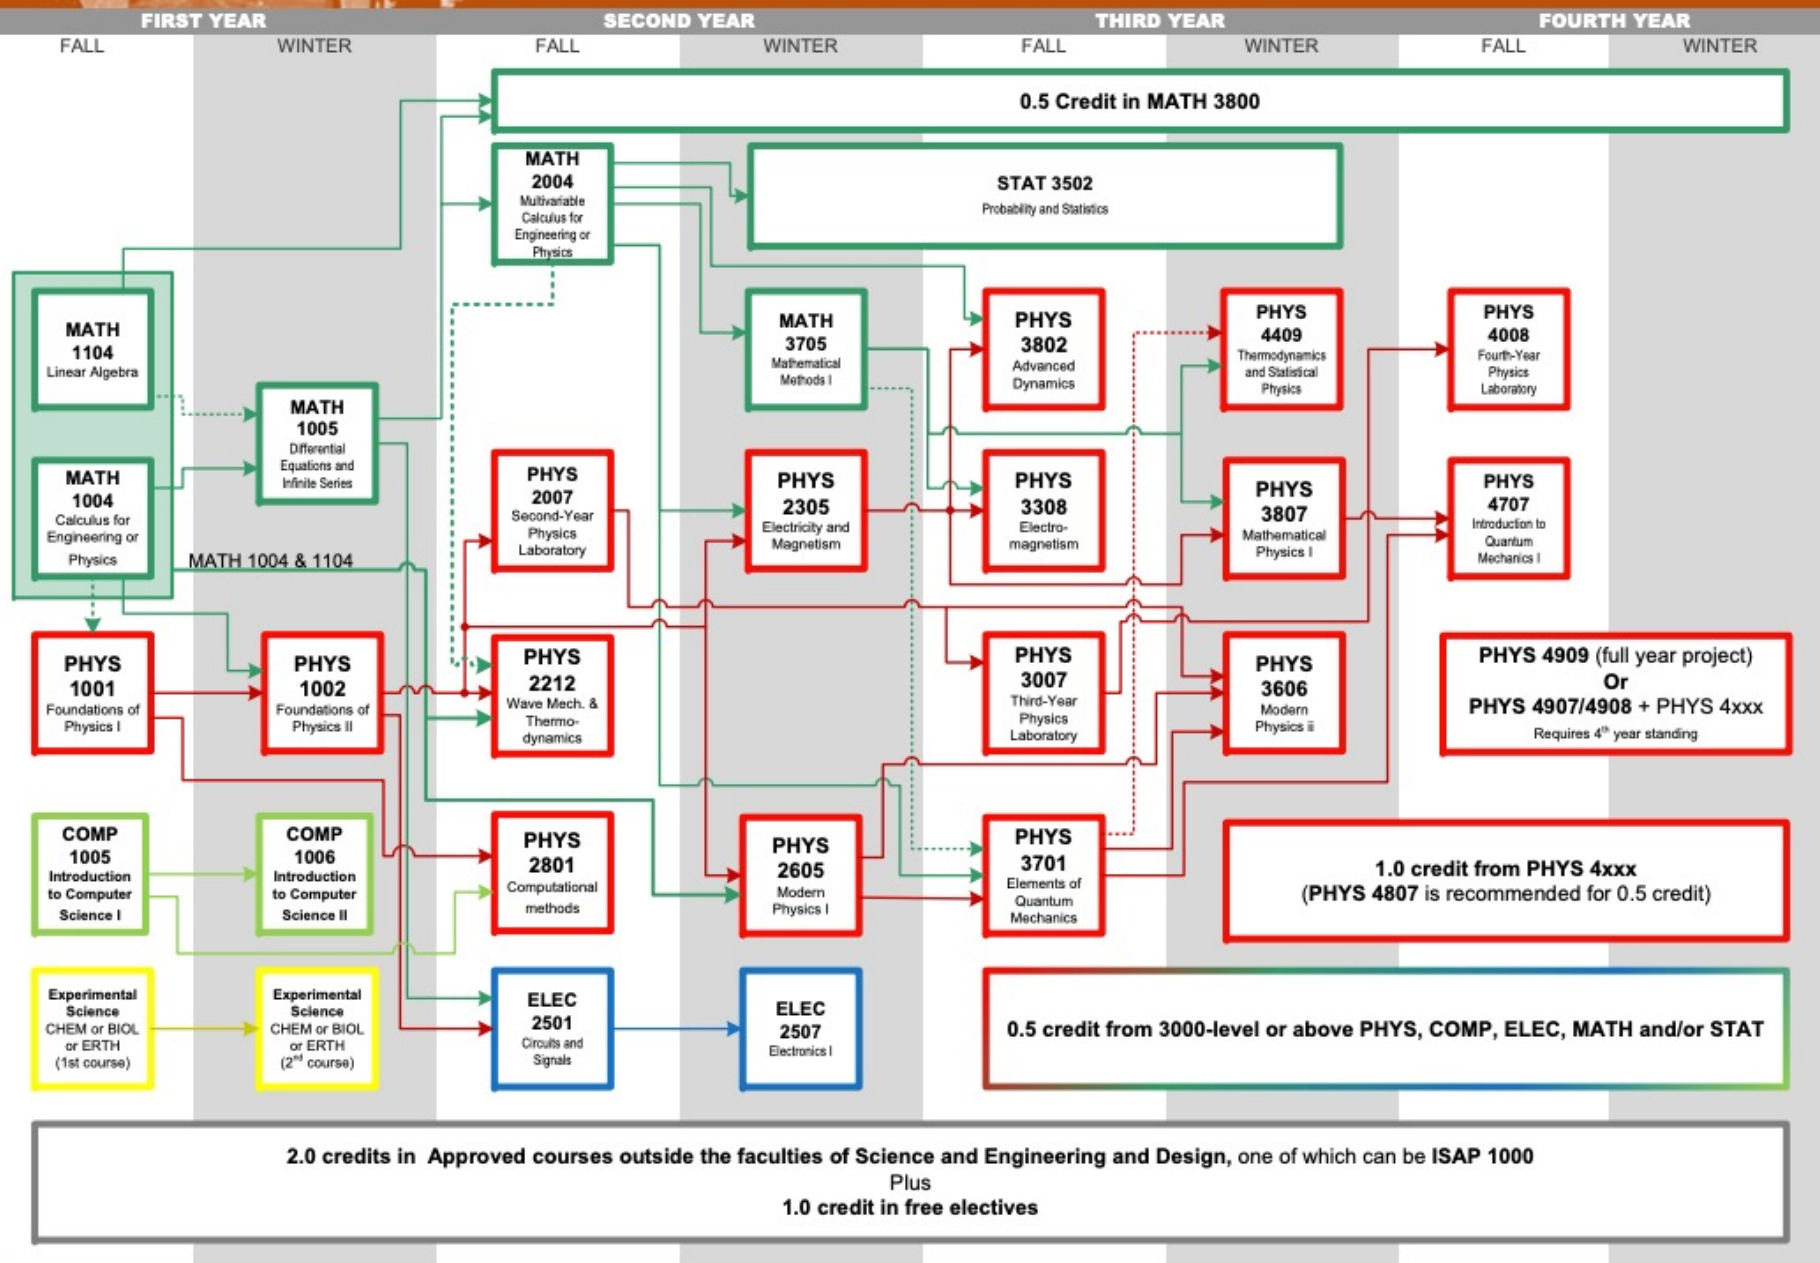 FIRST YEAR
SECOND YEAR
THIRD YEAR
FOURTH YEAR
FALL
WINTER
FALL
WINTER
FALL
WINTER
FALL
WINTER
0.5 Credit in MATH 3800
MATH
2004
Multivariable
Calculus for
Engineering or
Physics
STAT 3502
Probability and Statistics
MATH
1104
Linear Algebra
MATH
1005
Differential
Equations and
Infinite Series
MATH
3705
Mathematical
Methods I
PHYS
3802
Advanced
Dynamics
PHYS
4409
Thermodynamics
and Statistical
Physics
PHYS
4008
Fourth-Year
Physics
Laboratory
MATH
1004
Calculus for
Engineering or
Physics
MATH 1004 & 1104
PHYS
2007
Second-Year
Physics
Laboratory
PHYS
2305
Electricity and
Magnetism
PHYS
3308
Electro-
magnetism
PHYS
3807
Mathematical
Physics I
PHYS
4707
Introduction to
Quantum
Mechanics I
PHYS
1001
Foundations of
Physics I
PHYS
1002
Foundations of
Physics II
PHYS
2212
Wave Mech. &
Thermo-
dynamics
PHYS
3007
Third-Year
Physics
Laboratory
PHYS
3606
Modern
Physics ii
PHYS 4909 (full year project)
Or
PHYS 4907/4908 + PHYS 4xxx
Requires 4th year standing
COMP
1005
Introduction
to Computer
Science I
COMP
1006
Introduction
to Computer
Science II
PHYS
2801
Computational
methods
PHYS
2605
Modern
Physics I
PHYS
3701
Elements of
Quantum
Mechanics
1.0 credit from PHYS 4xxx
(PHYS 4807 is recommended for 0.5 credit)
Experimental
Science
CHEM or BIOL
or ERTH
(1st course)
Experimental
Science
CHEM or BIOL
or ERTH
(2nd course)
ELEC
2501
Circuits and
Signals
ELEC
2507
Electronics I
0.5 credit from 3000-level or above PHYS, COMP, ELEC, MATH and/or STAT
2.0 credits in Approved courses outside the faculties of Science and Engineering and Design, one of which can be ISAP 1000
Plus
1.0 credit in free electives